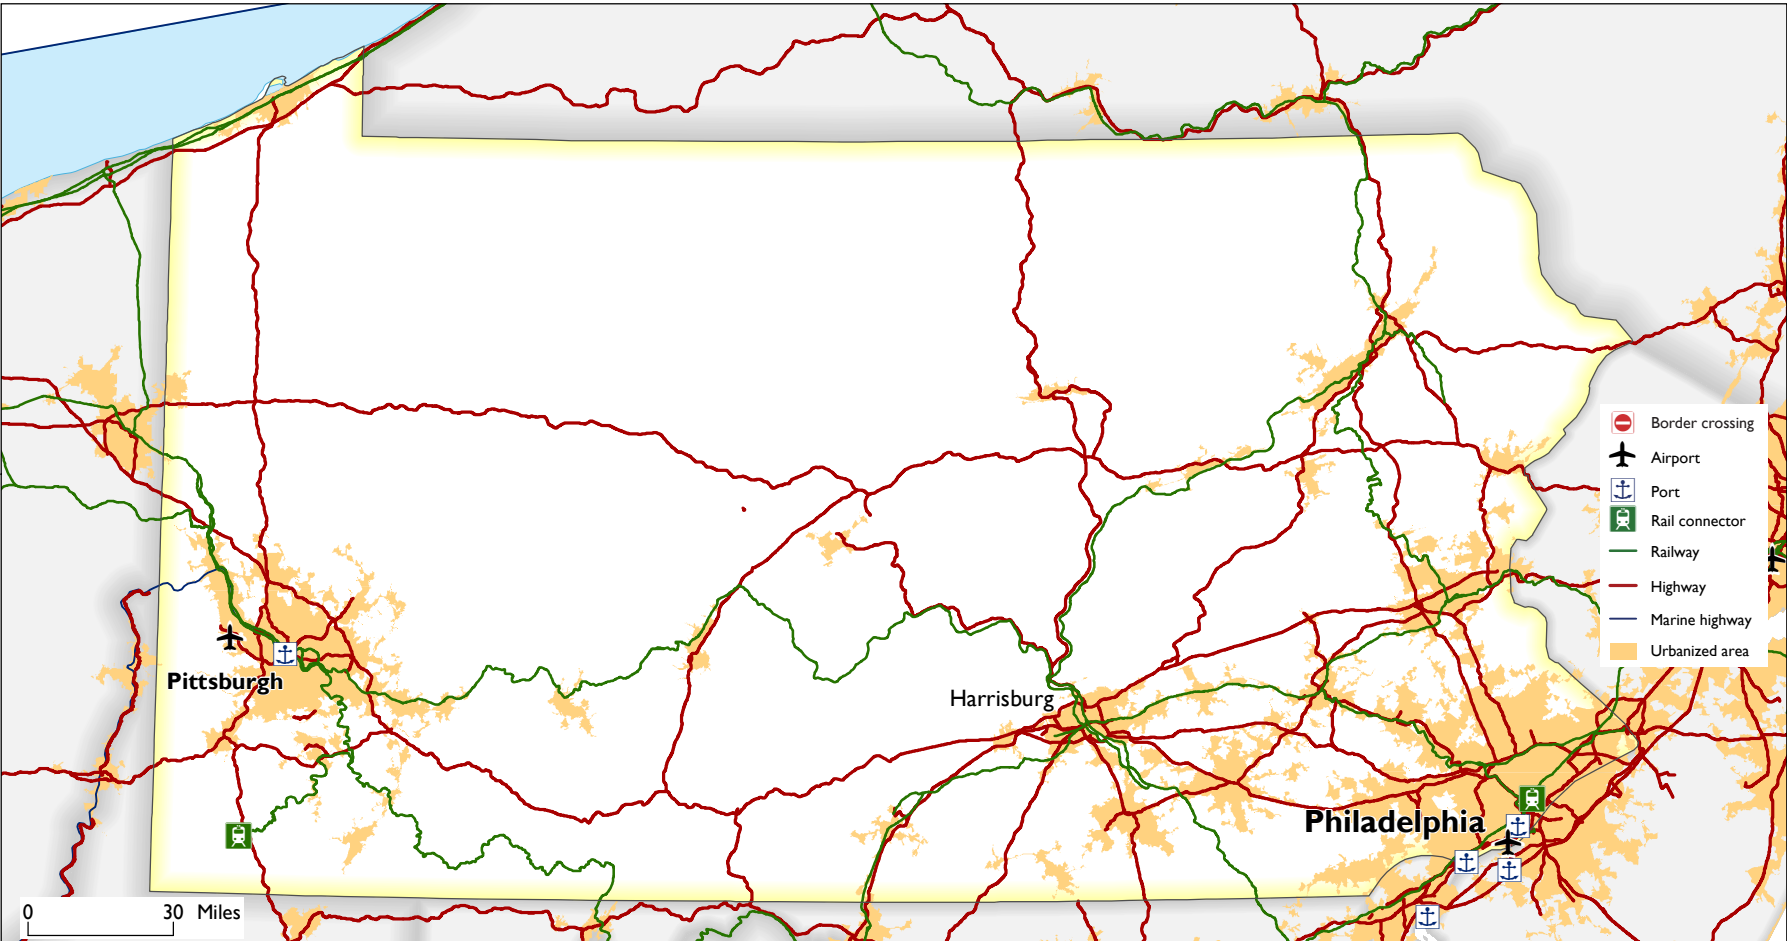 Border crossing
Airport
Port
Rail connector
Railway
Highway
Marine highway
Urbanized area
Pittsburgh
Harrisburg
Philadelphia
0 30 Miles